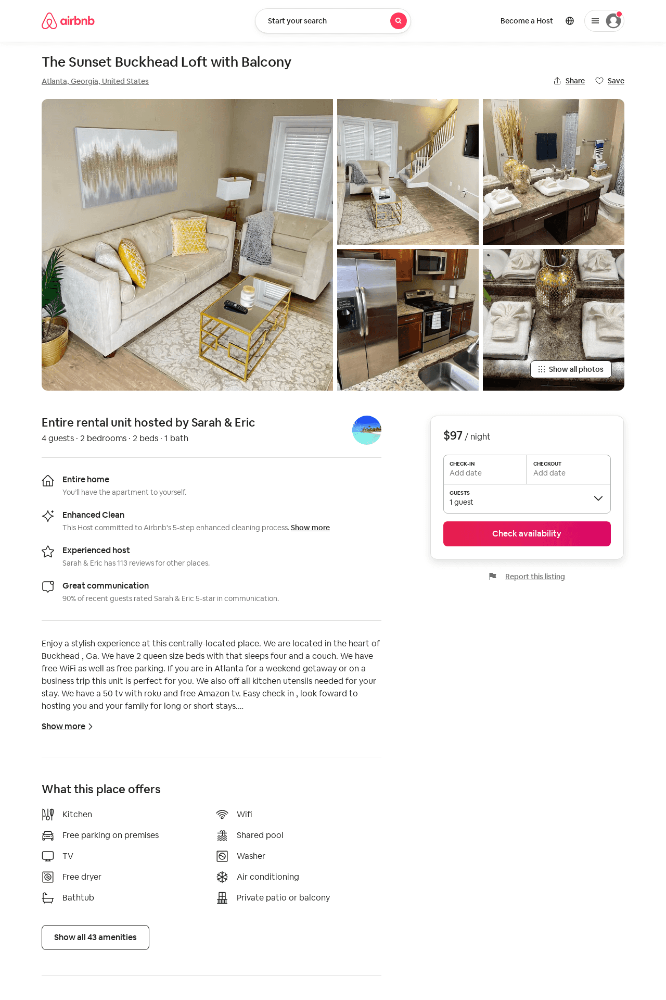 airbnb
Start your search
Become a Host
The Sunset Buckhead Loft with Balcony
Atlanta, Georgia, United States
Share
Save
Show all photos
Entire rental unit hosted by Sarah & Eric
4 guests · 2 bedrooms · 2 beds · 1 bath
Entire home
You’ll have the apartment to yourself.
Enhanced Clean
This Host committed to Airbnb's 5-step enhanced cleaning process. Show more
Experienced host
Sarah & Eric has 113 reviews for other places.
Great communication
90% of recent guests rated Sarah & Eric 5-star in communication.
$97 / night
CHECK-IN
Add date
CHECKOUT
Add date
GUESTS
1 guest
Check availability
Report this listing
Enjoy a stylish experience at this centrally-located place. We are located in the heart of
Buckhead , Ga. We have 2 queen size beds with that sleeps four and a couch. We have
free WiFi as well as free parking. If you are in Atlanta for a weekend getaway or on a
business trip this unit is perfect for you. We also off all kitchen utensils needed for your
stay. We have a 50 tv with roku and free Amazon tv. Easy check in , look foward to
hosting you and your family for long or short stays....
Show more
What this place offers
Kitchen
Wifi
Free parking on premises
Shared pool
TV
Washer
Free dryer
Air conditioning
Bathtub
Private patio or balcony
Show all 43 amenities